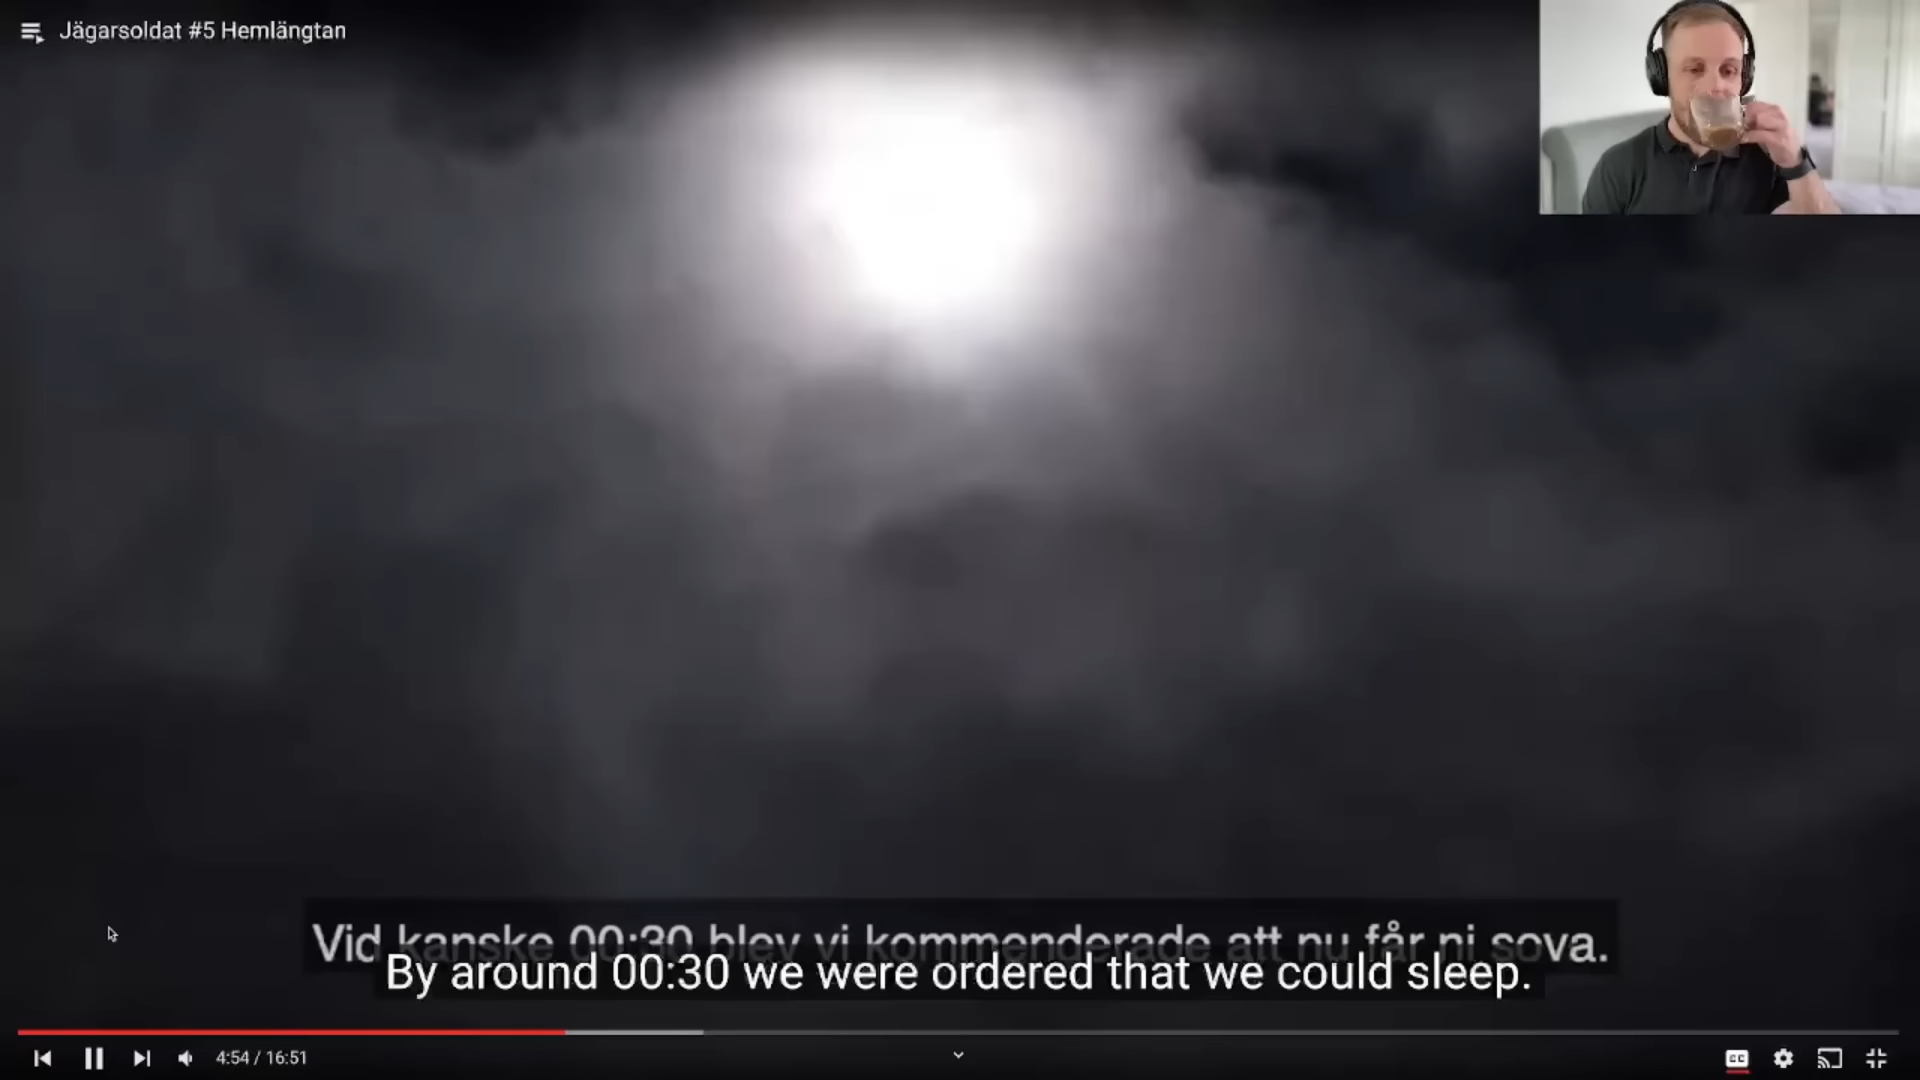 Jägarsoldat #5 Hemlängtan
Vid kanske 00:30 blev vi kommenderade att nu får ni sova.
By around 00:30 we were ordered that we could sleep.
4:54 / 16:51
CC